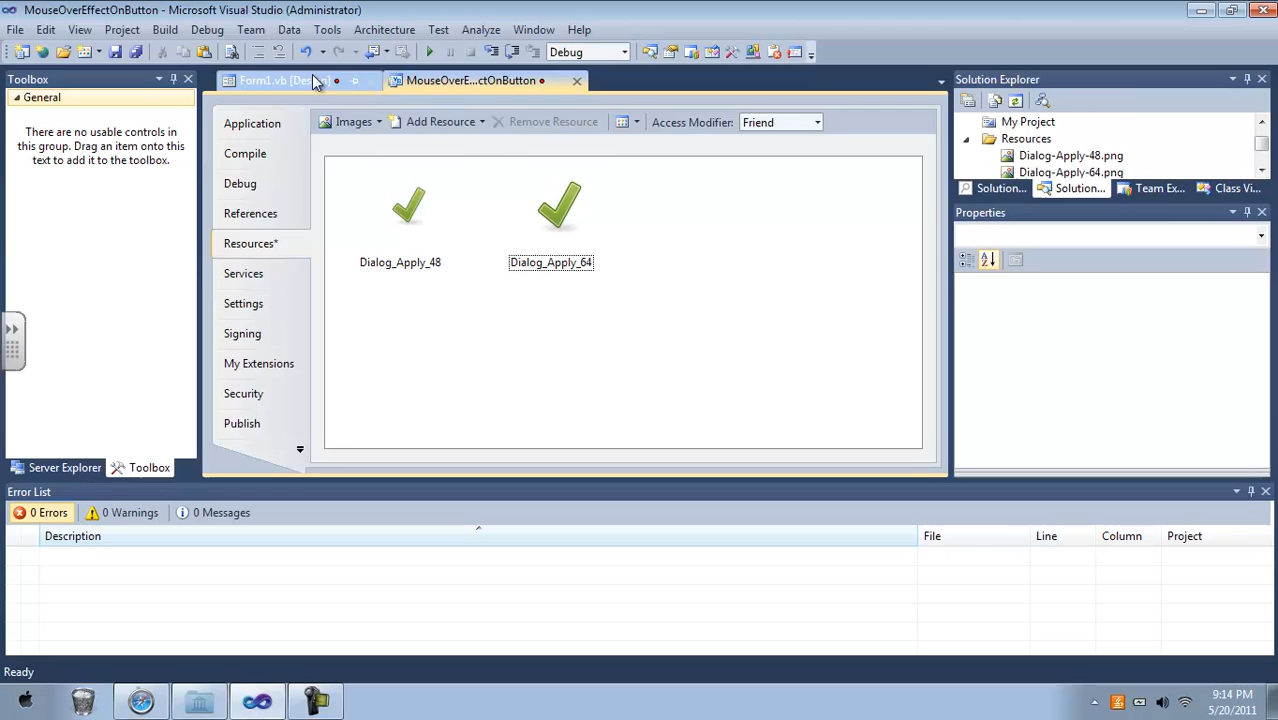 MouseOverEffectOnButton - Microsoft Visual Studio (Administrator)
File Edit View Project Build Debug Team Data Tools Architecture Test Analyze Window Help
Debug
Toolbox
General
There are no usable controls in
this group. Drag an item onto this
text to add it to the toolbox.
Server Explorer Toolbox
Form1.vb MouseOverE...ctOnButton
Images Add Resource Remove Resource Access Modifier: Friend
Application
Compile
Debug
References
Resources*
Services
Settings
Signing
My Extensions
Security
Publish
Dialog_Apply_48 Dialog_Apply_64
Solution Explorer
My Project
Resources
Dialog-Apply-48.png
Dialog-Apply-64.png
Solution... Solution... Team Ex... Class Vi...
Properties
Error List
0 Errors 0 Warnings 0 Messages
Description File Line Column Project
Ready
9:14 PM
5/20/2011